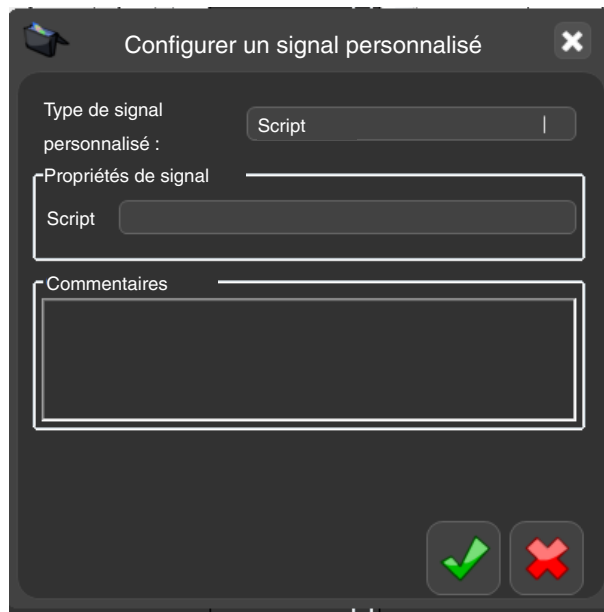 Configurer un signal personnalisé
Type de signal
personnalisé :
Script
Propriétés de signal
Script
Commentaires